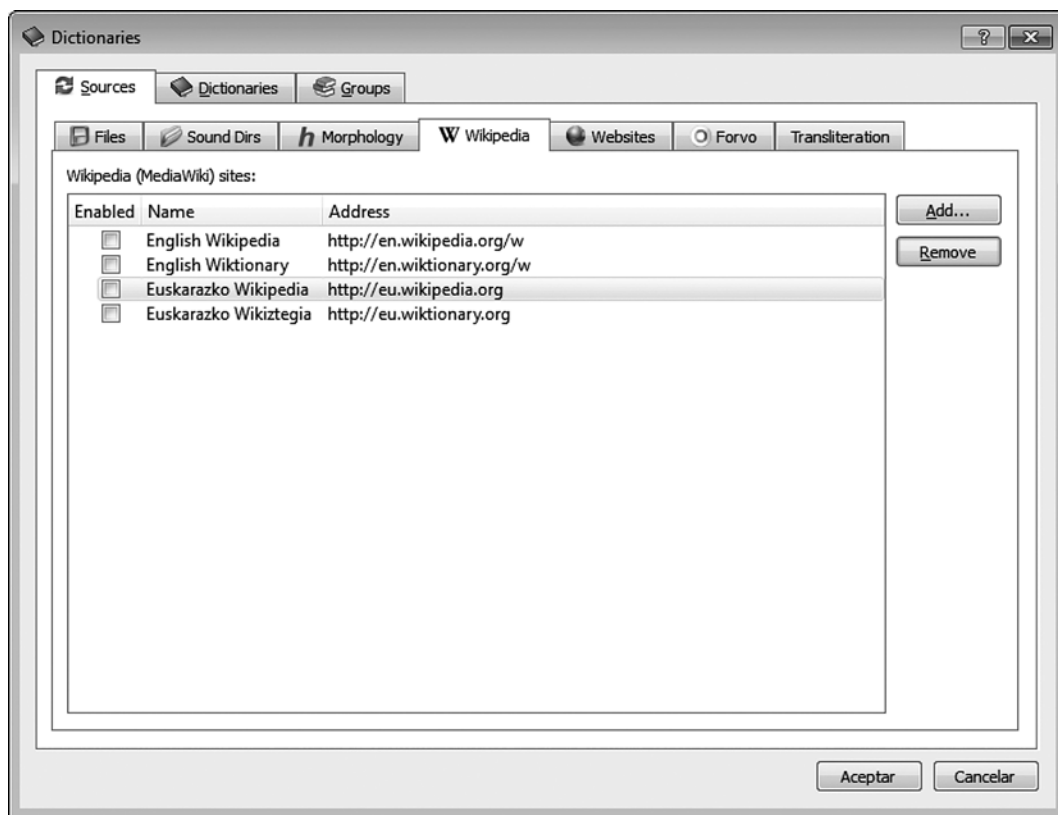 Dictionaries
Sources Dictionaries Groups
Files Sound Dirs Morphology Wikipedia Websites Forvo Transliteration
Wikipedia (MediaWiki) sites:
Enabled Name Address Add...
English Wikipedia http://en.wikipedia.org/w
English Wiktionary http://en.wiktionary.org/w Remove
Euskarazko Wikipedia http://eu.wikipedia.org
Euskarazko Wikiztegia http://eu.wiktionary.org
Aceptar Cancelar